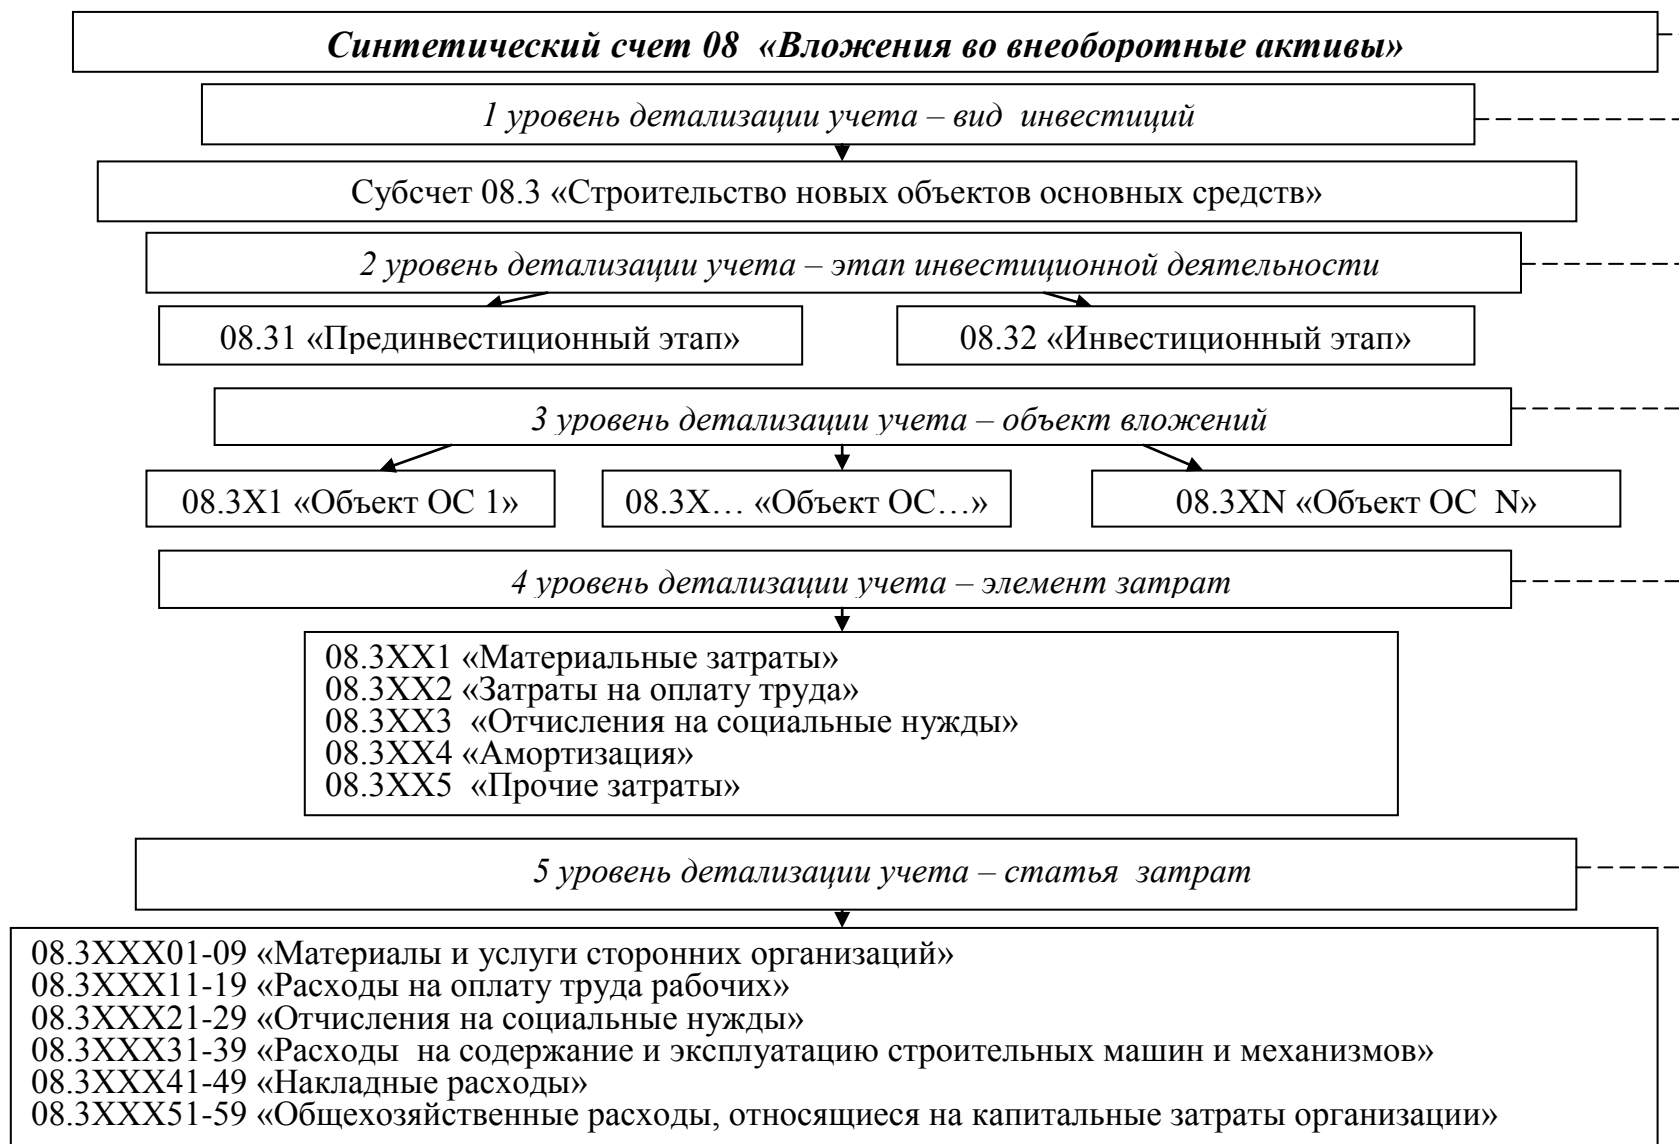 Синтетический счет 08 «Вложения во внеоборотные активы»
1 уровень детализации учета – вид инвестиций
Субсчет 08.3 «Строительство новых объектов основных средств»
2 уровень детализации учета – этап инвестиционной деятельности
08.31 «Прединвестиционный этап»
08.32 «Инвестиционный этап»
3 уровень детализации учета – объект вложений
08.3X1 «Объект ОС 1»
08.3X… «Объект ОС…»
08.3XN «Объект ОС N»
4 уровень детализации учета – элемент затрат
08.3XX1 «Материальные затраты»
08.3XX2 «Затраты на оплату труда»
08.3XX3 «Отчисления на социальные нужды»
08.3XX4 «Амортизация»
08.3XX5 «Прочие затраты»
5 уровень детализации учета – статья затрат
08.3XXX01-09 «Материалы и услуги сторонних организаций»
08.3XXX11-19 «Расходы на оплату труда рабочих»
08.3XXX21-29 «Отчисления на социальные нужды»
08.3XXX31-39 «Расходы на содержание и эксплуатацию строительных машин и механизмов»
08.3XXX41-49 «Накладные расходы»
08.3XXX51-59 «Общехозяйственные расходы, относящиеся на капитальные затраты организации»